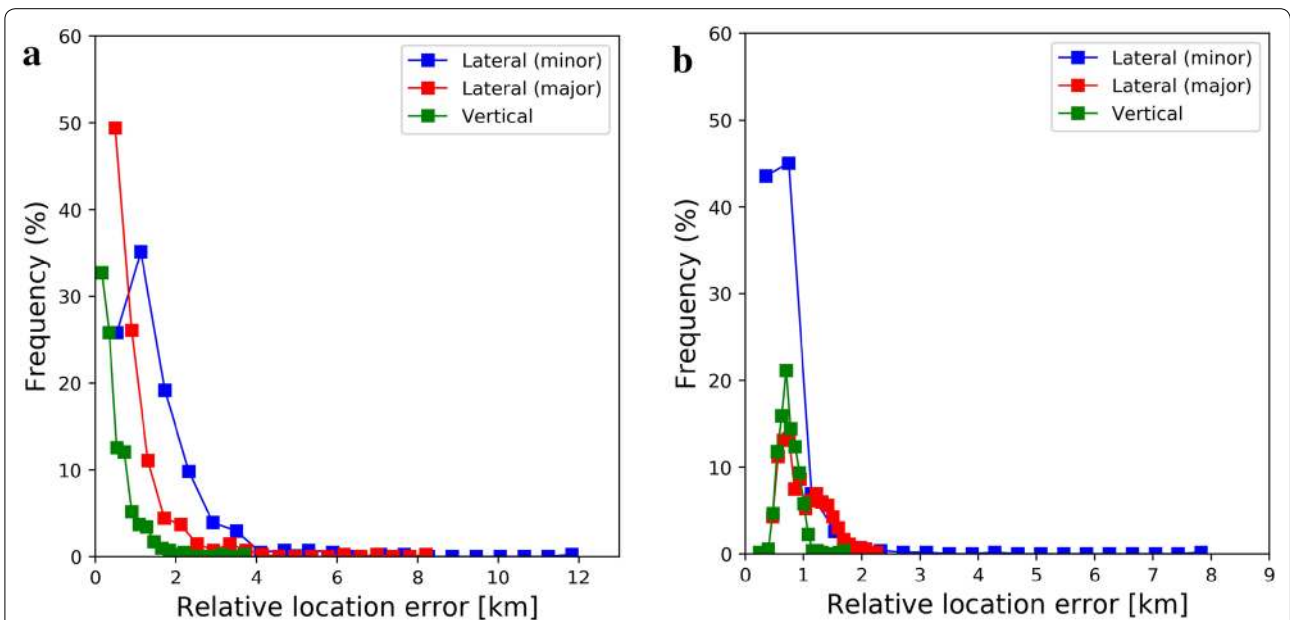 a
60
50
40
30
20
10
0
Frequency (%)
Lateral (minor)
Lateral (major)
Vertical
0 2 4 6 8 10 12
Relative location error [km]
b
60
50
40
30
20
10
0
Frequency (%)
Lateral (minor)
Lateral (major)
Vertical
0 1 2 3 4 5 6 7 8 9
Relative location error [km]